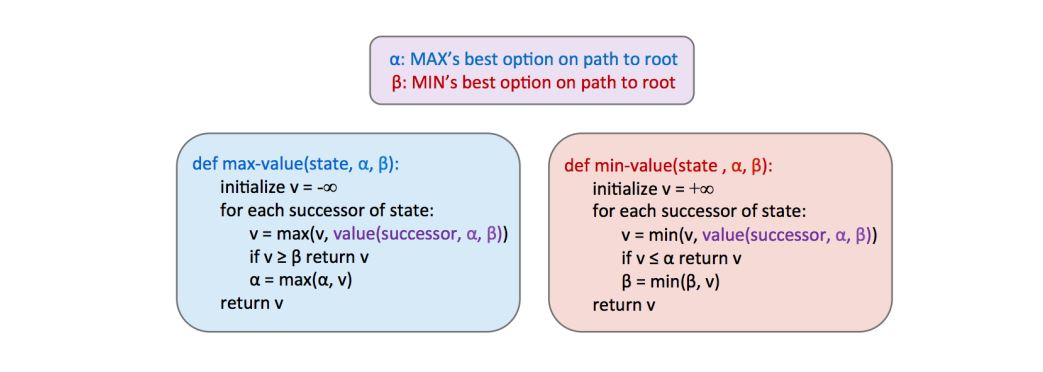 α: MAX's best option on path to root
β: MIN's best option on path to root
def max-value(state, α, β):
initialize v = -∞
for each successor of state:
v = max(v, value(successor, α, β))
if v ≥ β return v
α = max(α, v)
return v
def min-value(state , α, β):
initialize v = +∞
for each successor of state:
v = min(v, value(successor, α, β))
if v ≤ α return v
β = min(β, v)
return v